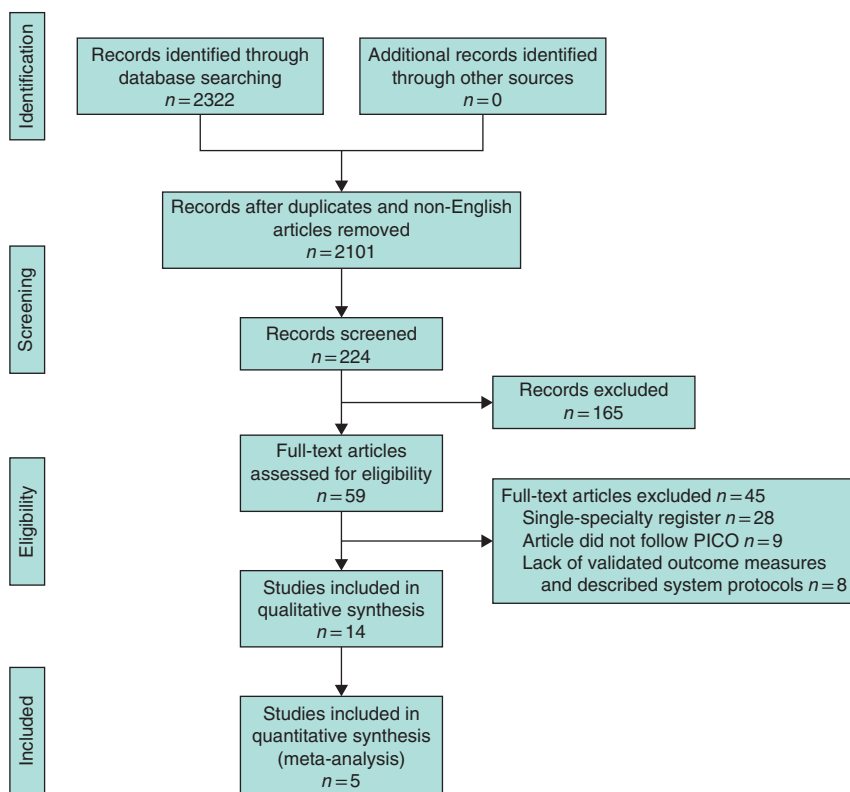 Identification
Records identified through
database searching
n=2322
Additional records identified
through other sources
n=0
Records after duplicates and non-English
articles removed
n=2101
Screening
Records screened
n=224
Records excluded
n=165
Eligibility
Full-text articles
assessed for eligibility
n=59
Full-text articles excluded n=45
Single-specialty register n=28
Article did not follow PICO n=9
Lack of validated outcome measures
and described system protocols n=8
Studies included in
qualitative synthesis
n=14
Included
Studies included in
quantitative synthesis
(meta-analysis)
n=5